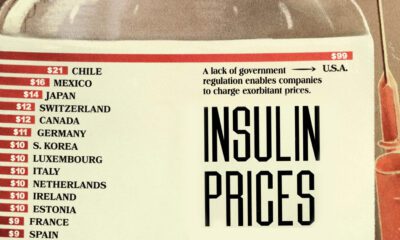 $99
A lack of government → U.S.A.
regulation enables companies
to charge exorbitant prices.
$21 CHILE
$16 MEXICO
$14 JAPAN
$12 SWITZERLAND
$12 CANADA
$11 GERMANY
$10 S. KOREA
$10 LUXEMBOURG
$10 ITALY
$10 NETHERLANDS
$10 IRELAND
$10 ESTONIA
$9 FRANCE
$9 SPAIN
INSULIN
PRICES